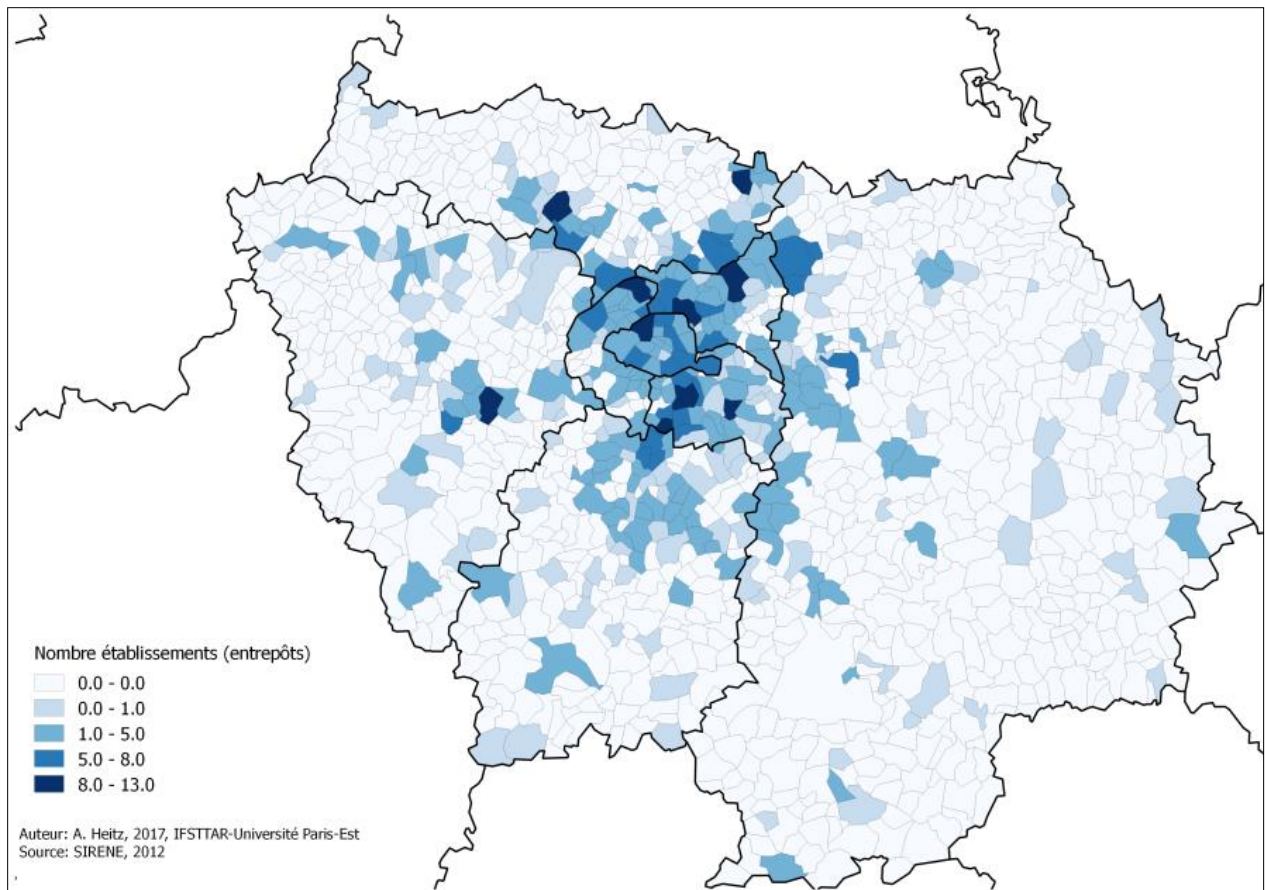 Nombre établissements (entrepôts)
0.0 - 0.0
0.0 - 1.0
1.0 - 5.0
5.0 - 8.0
8.0 - 13.0
Auteur: A. Heitz, 2017, IFSTTAR-Université Paris-Est
Source: SIRENE, 2012